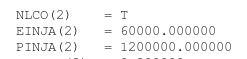 NLCO(2) = T
EINJA(2) = 60000.000000
PINJA(2) = 1200000.000000